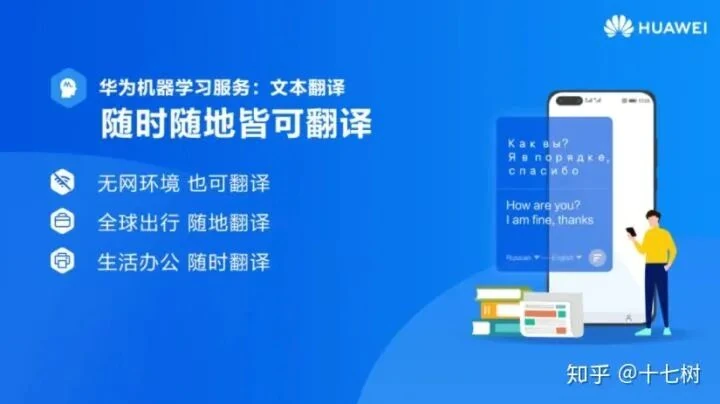 HUAWEI
华为机器学习服务：文本翻译
随时随地皆可翻译
无网环境 也可翻译
全球出行 随地翻译
生活办公 随时翻译
Как вы?
Я в порядке,
спасибо
How are you?
I am fine, thanks
Russian
English
知乎 @十七树